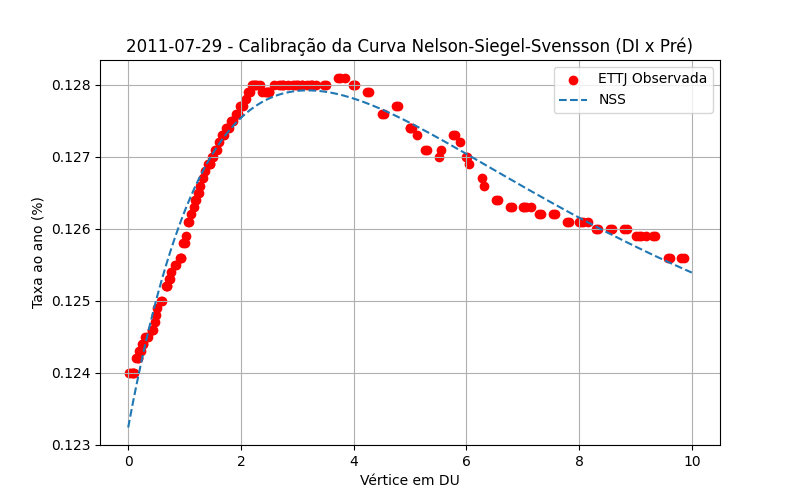 2011-07-29 - Calibração da Curva Nelson-Siegel-Svensson (DI x Pré)
ETTJ Observada
NSS
Taxa ao ano (%)
0.128
0.127
0.126
0.125
0.124
0.123
0 2 4 6 8 10
Vértice em DU